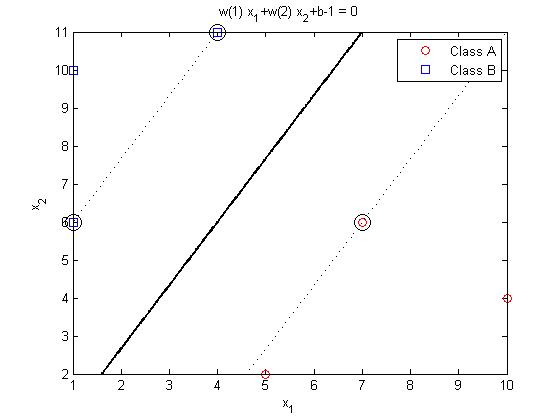 w(1) x1+w(2) x2+b-1 = 0
Class A
Class B
11
10
9
8
7
6
5
4
3
2
x2
1 2 3 4 5 6 7 8 9 10
x1